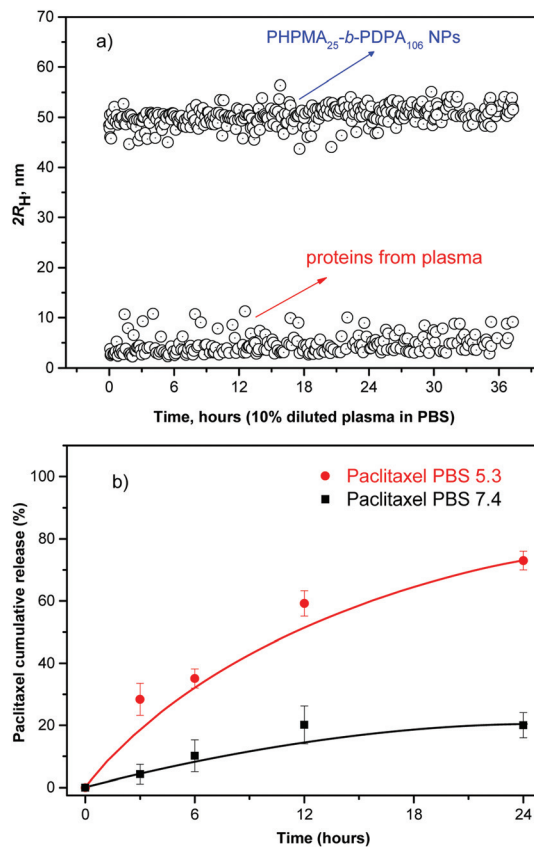 a)
PHPMA25-b-PDPA106 NPs
70
60
50
40
30
20
10
0
2RH, nm
proteins from plasma
0 6 12 18 24 30 36
Time, hours (10% diluted plasma in PBS)
b)
Paclitaxel PBS 5.3
Paclitaxel PBS 7.4
100
80
60
40
20
0
Paclitaxel cumulative release (%)
0 6 12 24
Time (hours)